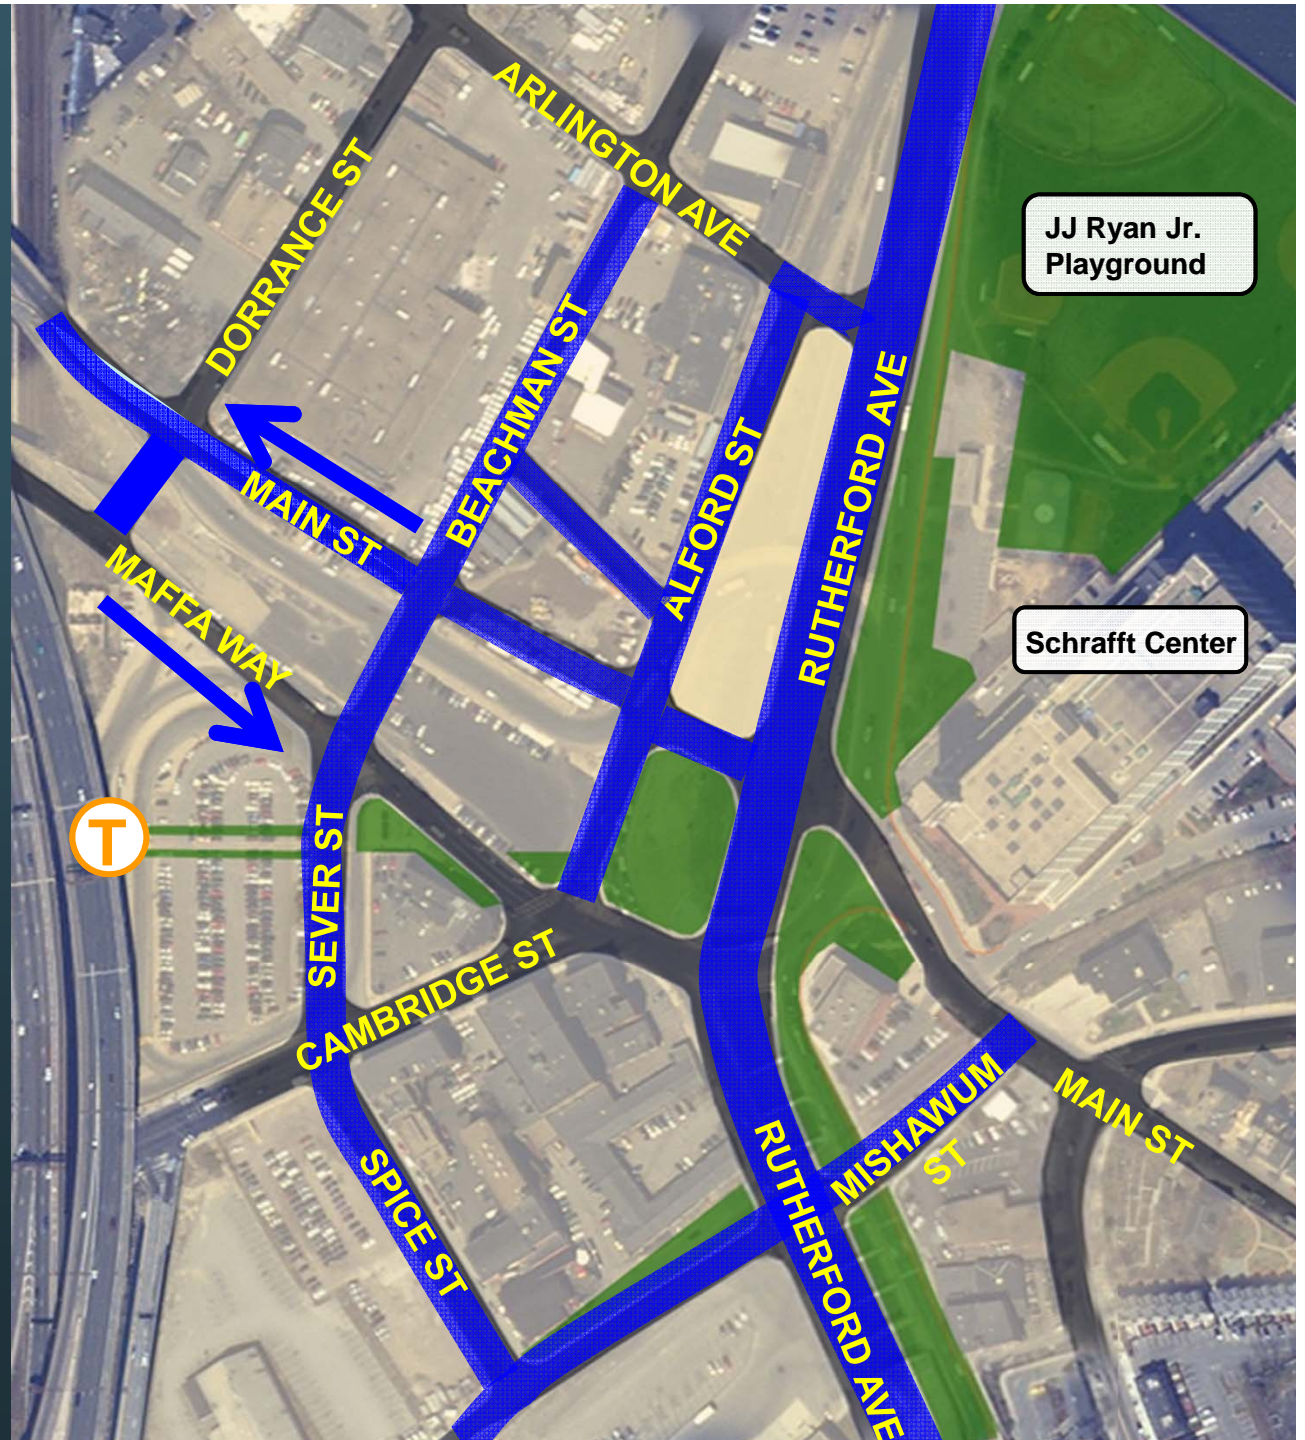 ARLINGTON AVE
DORRANCE ST
JJ Ryan Jr.
Playground
BEACHMAN ST
RUTHERFORD AVE
ALFORD ST
MAIN ST
MAFFA WAY
Schrafft Center
T
SEVER ST
CAMBRIDGE ST
MISHAWUM
ST
MAIN ST
SPICE ST
RUTHERFORD AVE